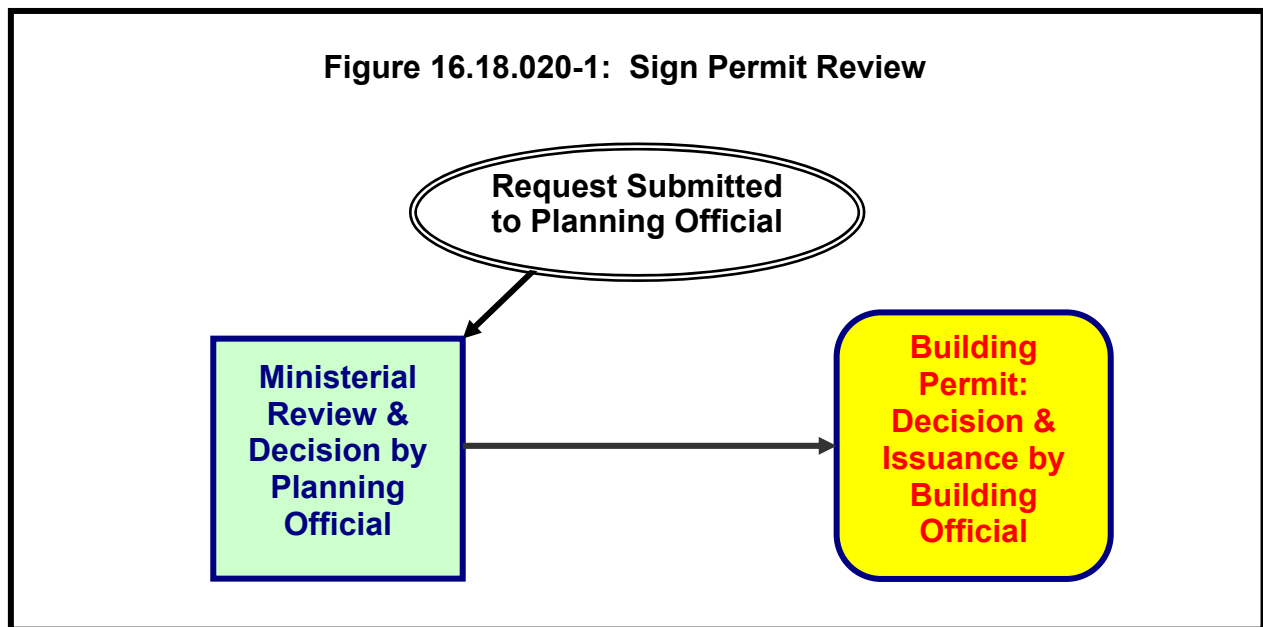 Figure 16.18.020-1:  Sign Permit Review
Request Submitted
to Planning Official
Ministerial
Review &
Decision by
Planning
Official
Building
Permit:
Decision &
Issuance by
Building
Official